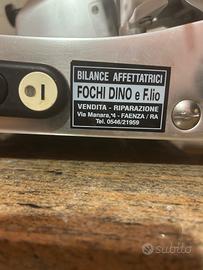 BILANCE AFFETTATRICI
FOCHI DINO e F.lio
VENDITA - RIPARAZIONE
Via Manara, 4 - FAENZA / RA
Tel. 0546/21959
subito